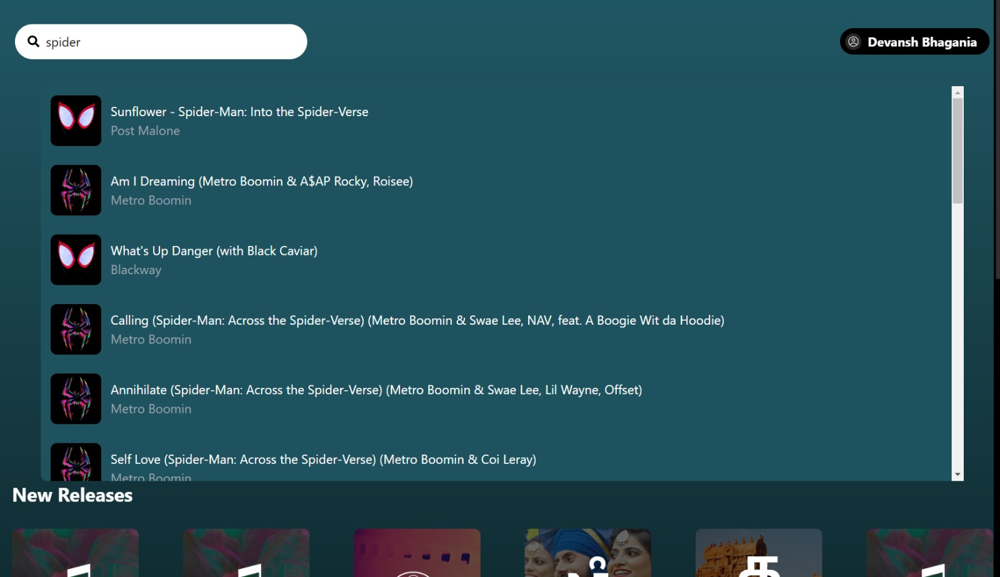 spider
Devansh Bhagania
Sunflower - Spider-Man: Into the Spider-Verse
Post Malone
Am I Dreaming (Metro Boomin & A$AP Rocky, Roisee)
Metro Boomin
What's Up Danger (with Black Caviar)
Blackway
Calling (Spider-Man: Across the Spider-Verse) (Metro Boomin & Swae Lee, NAV, feat. A Boogie Wit da Hoodie)
Metro Boomin
Annihilate (Spider-Man: Across the Spider-Verse) (Metro Boomin & Swae Lee, Lil Wayne, Offset)
Metro Boomin
Self Love (Spider-Man: Across the Spider-Verse) (Metro Boomin & Coi Leray)
Metro Boomin
New Releases